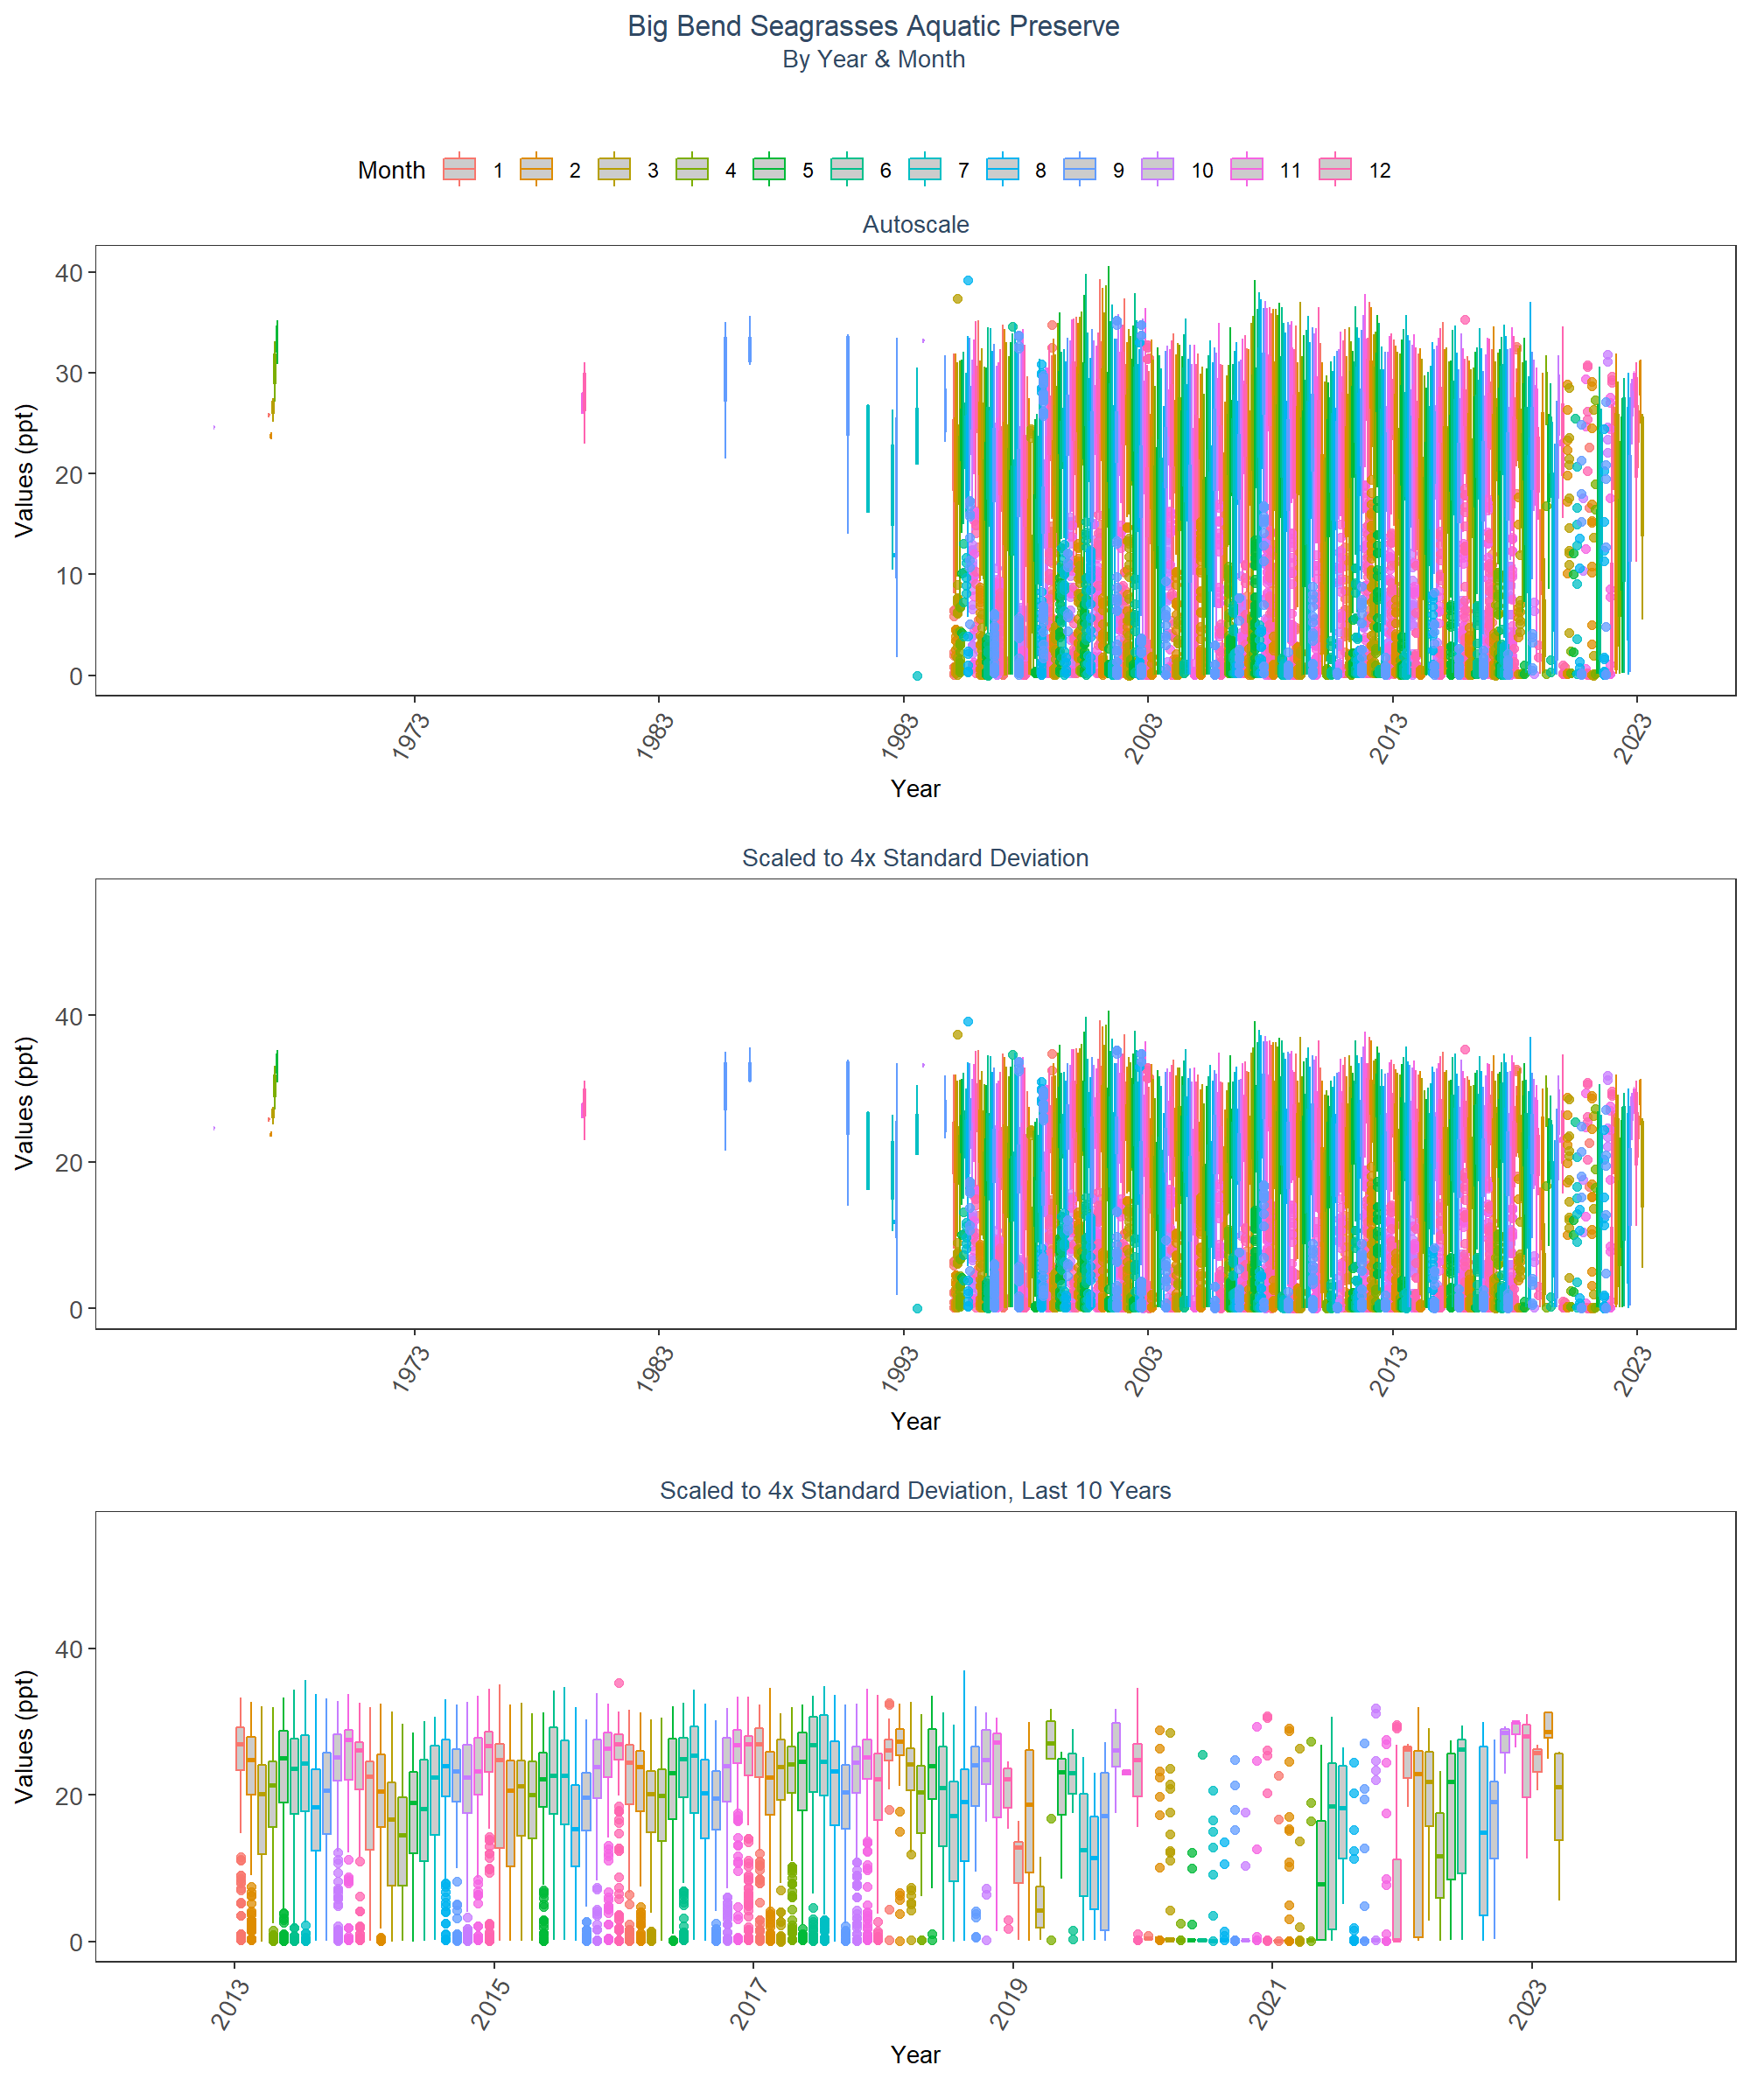 Big Bend Seagrasses Aquatic Preserve
By Year & Month
Month 1 2 3 4 5 6 7 8 9 10 11 12
Autoscale
Values (ppt)
40
30
20
10
0
1973 1983 1993 2003 2013 2023
Year
Scaled to 4x Standard Deviation
Values (ppt)
40
20
0
1973 1983 1993 2003 2013 2023
Year
Scaled to 4x Standard Deviation, Last 10 Years
Values (ppt)
40
20
0
2013 2015 2017 2019 2021 2023
Year